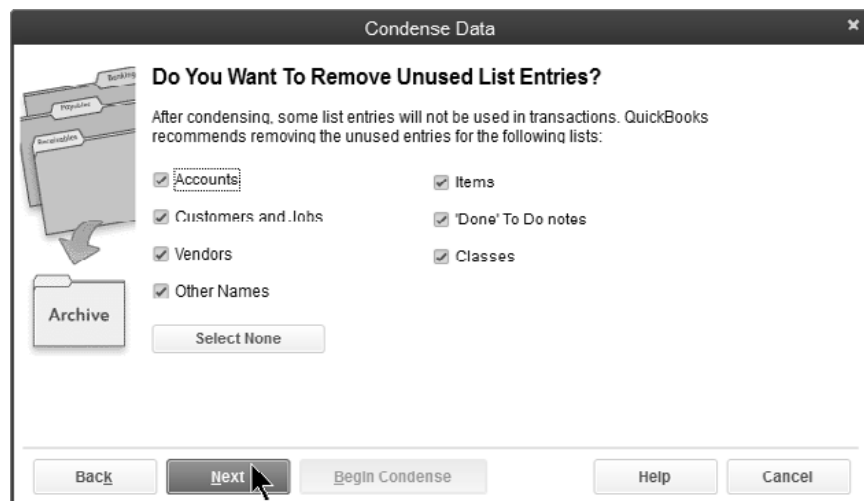 Condense Data
Banking
Payables
Receivables
Archive
Do You Want To Remove Unused List Entries?
After condensing, some list entries will not be used in transactions. QuickBooks
recommends removing the unused entries for the following lists:
Accounts
Items
Customers and Jobs
'Done' To Do notes
Vendors
Classes
Other Names
Select None
Back
Next
Begin Condense
Help
Cancel